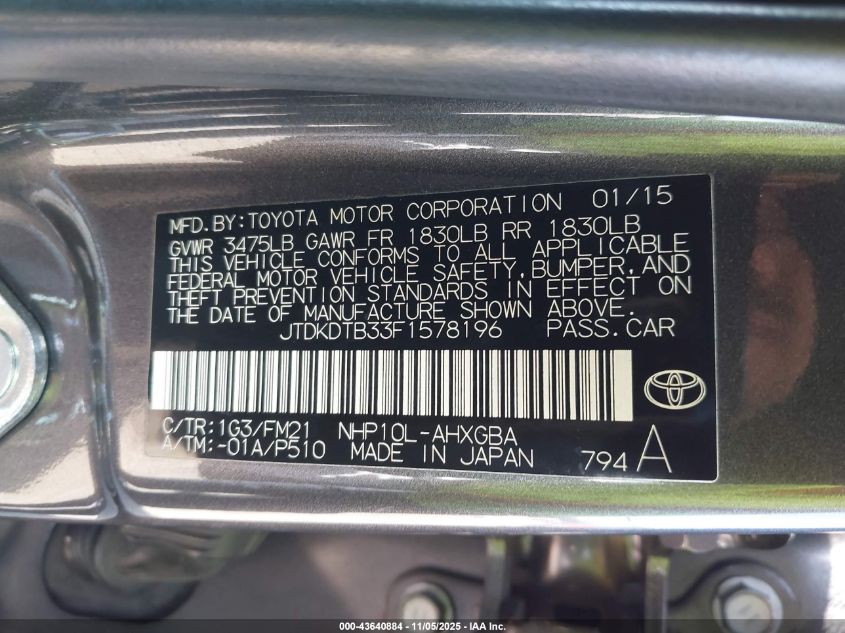 MFD.BY:TOYOTA MOTOR CORPORATION 01/15
GVWR 3475LB GAWR FR 1830LB RR 1830LB
THIS VEHICLE CONFORMS TO ALL APPLICABLE
FEDERAL MOTOR VEHICLE SAFETY,BUMPER,AND
THEFT PREVENTION STANDARDS IN EFFECT ON
THE DATE OF MANUFACTURE SHOWN ABOVE.
JTDKDTB33F1578196 PASS.CAR
C/TR:1G3/FM21 NHP10L-AHXGBA
A/TM:-01A/P510 MADE IN JAPAN 794 A
000-43640884 - 11/05/2025 - IAA Inc.